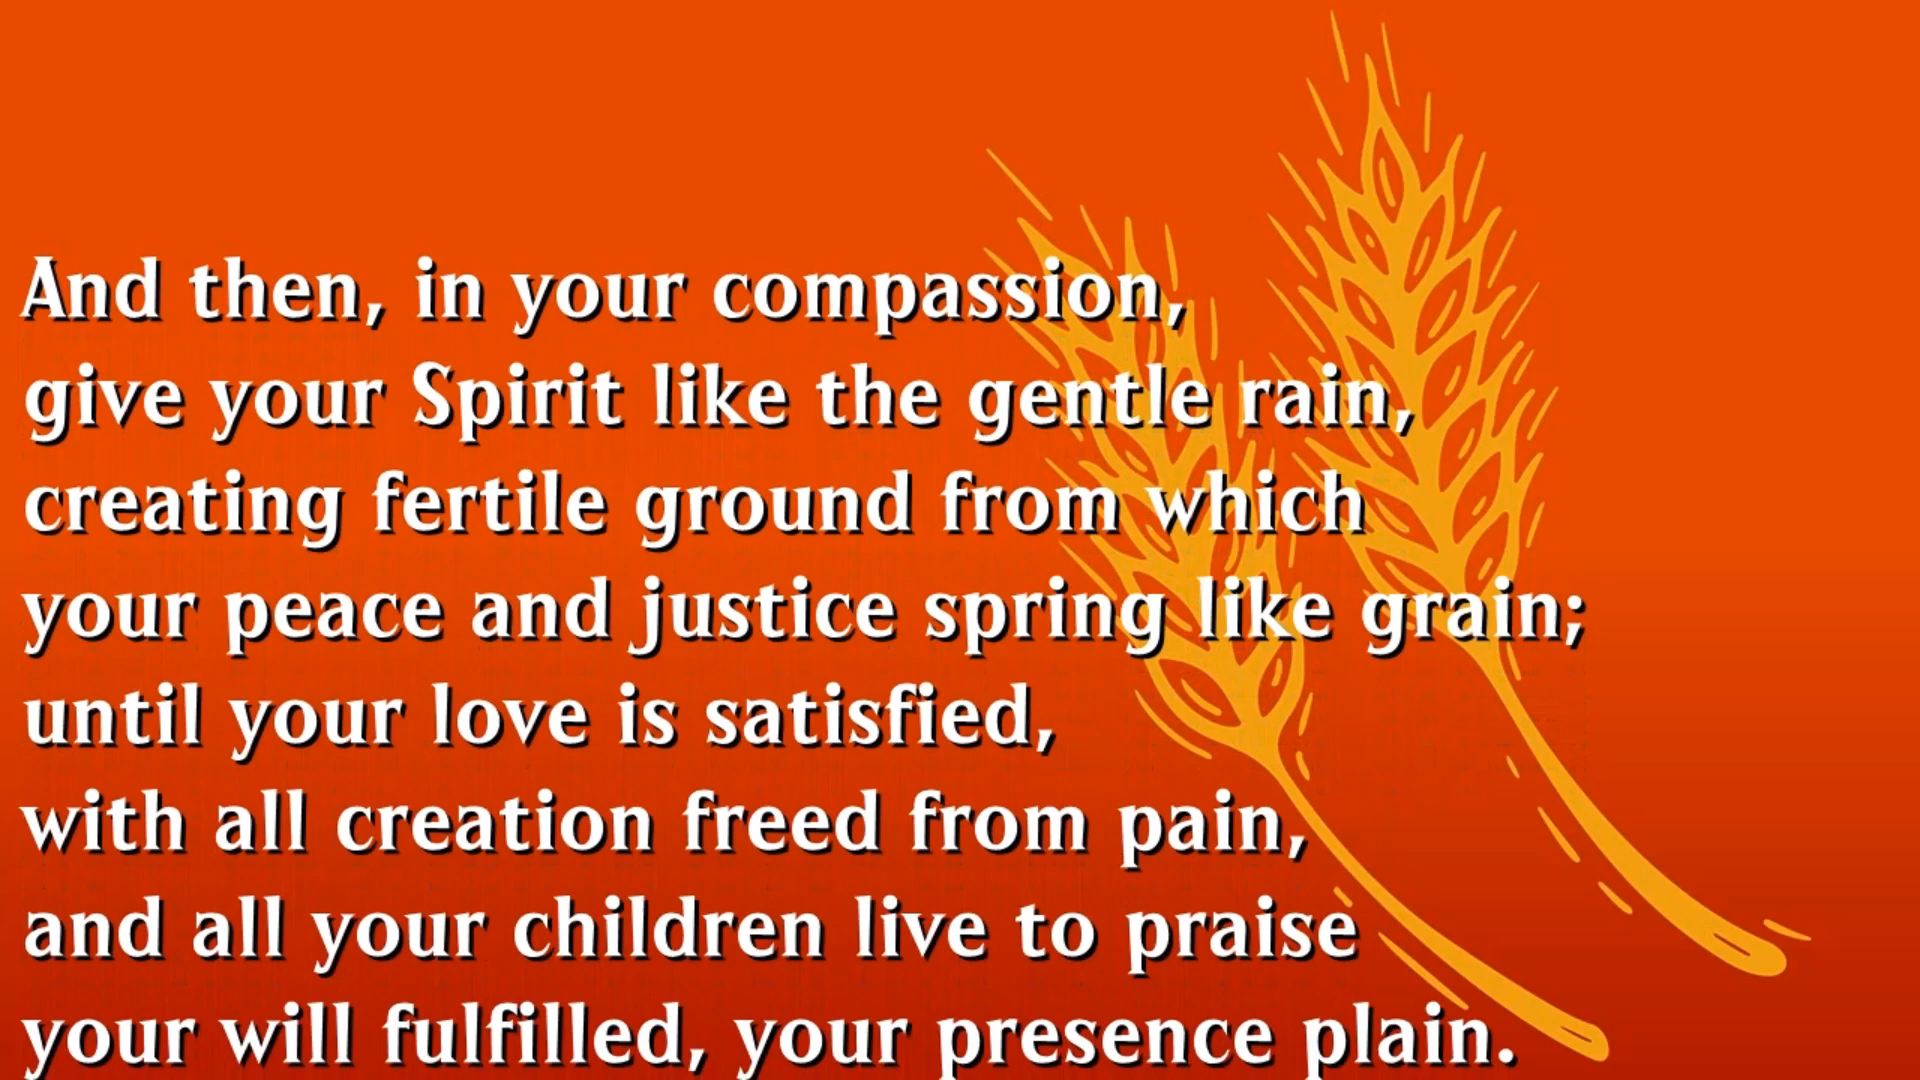 And then, in your compassion,
give your Spirit like the gentle rain,
creating fertile ground from which
your peace and justice spring like grain;
until your love is satisfied,
with all creation freed from pain,
and all your children live to praise
your will fulfilled, your presence plain.